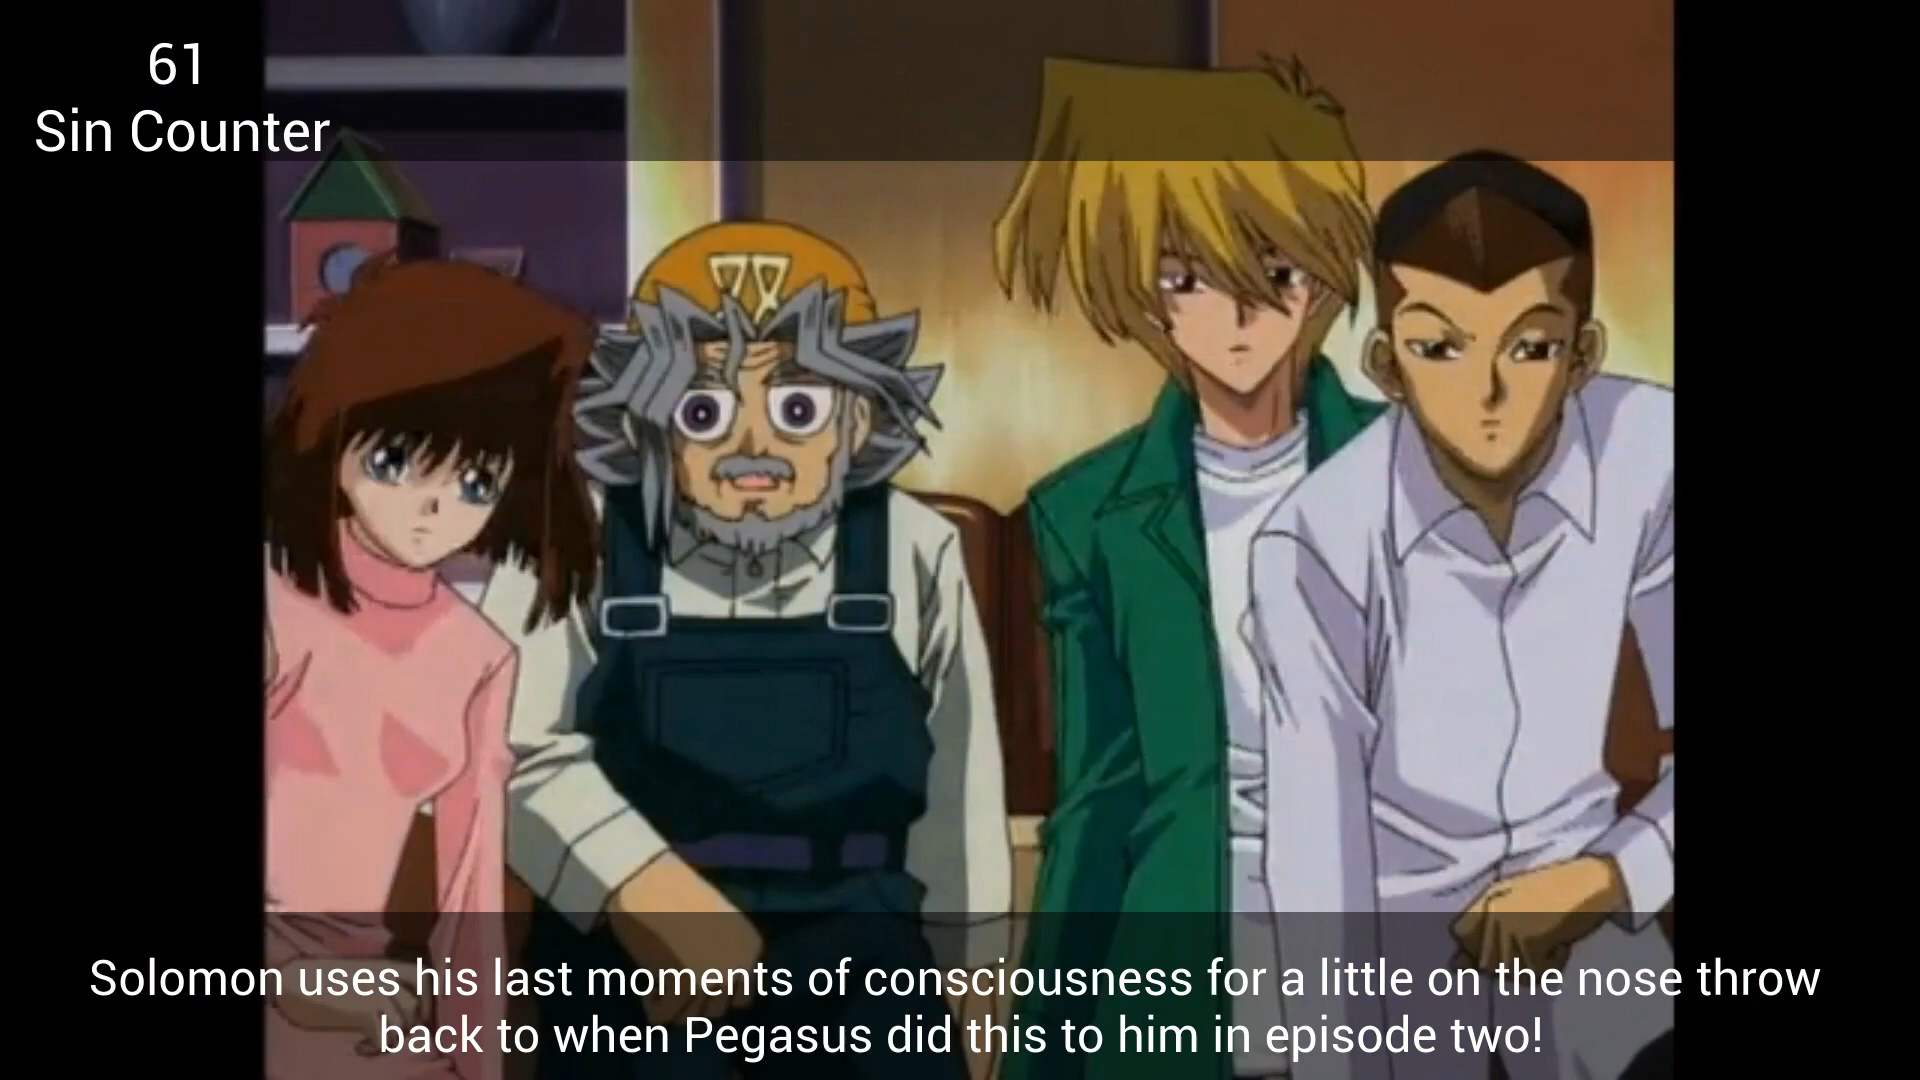 61
Sin Counter
Solomon uses his last moments of consciousness for a little on the nose throw
back to when Pegasus did this to him in episode two!